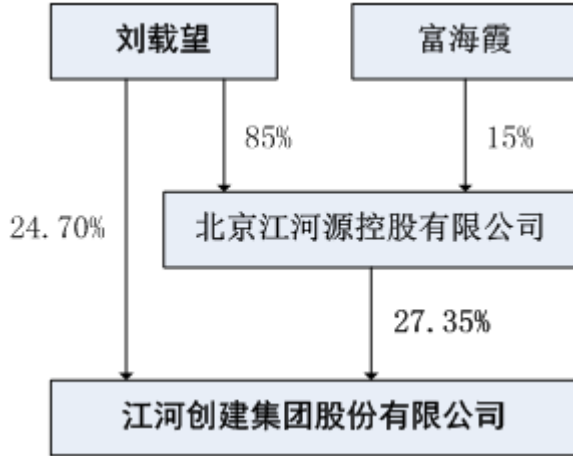 刘载望
富海霞
85%
15%
24.70%
北京江河源控股有限公司
27.35%
江河创建集团股份有限公司